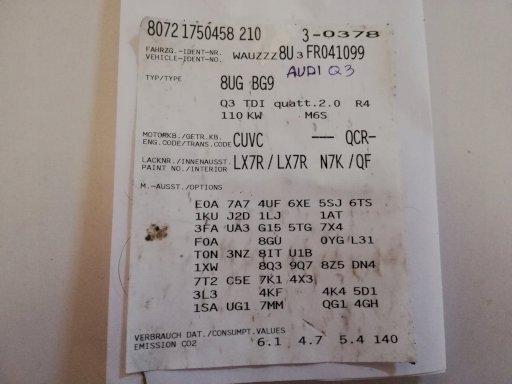 8072 1750458 210 3-0378
FAHRZG.-IDENT-NR.
VEHICLE-IDENT-NO. WAUZZZ8U3FR041099
AUDI Q3
TYP/TYPE 8UG BG9
Q3 TDI quatt.2.0 R4
110 KW M6S
MOTORKB./GETR.KB.
ENG.CODE/TRANS.CODE CUVC --- QCR-
LACKNR./INNENAUSST.
PAINT NO./INTERIOR LX7R/LX7R N7K/QF
M.-AUSST./OPTIONS
E0A 7A7 4UF 6XE 5SJ 6TS
1KU J2D 1LJ 1AT
3FA UA3 G15 5TG 7X4
F0A 8GU 0YG L31
T0N 3NZ 8IT U1B
1XW 8Q3 9Q7 8Z5 DN4
7T2 C5E 7K1 4X3
3L3 4KF 4K4 5D1
1SA UG1 7MM QG1 4GH
VERBRAUCH DAT./CONSUMPT.VALUES
EMISSION CO2 6.1 4.7 5.4 140